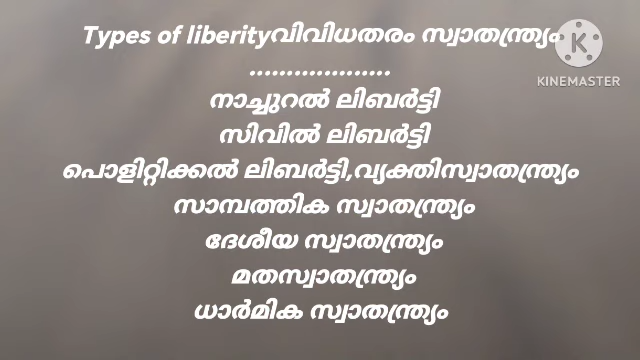 Types of liberityവിവിധതരം സ്വാതന്ത്ര്യം
...................
നാച്ചുറൽ ലിബർട്ടി
സിവിൽ ലിബർട്ടി
പൊളിറ്റിക്കൽ ലിബർട്ടി,വ്യക്തിസ്വാതന്ത്ര്യം
സാമ്പത്തിക സ്വാതന്ത്ര്യം
ദേശീയ സ്വാതന്ത്ര്യം
മതസ്വാതന്ത്ര്യം
ധാർമിക സ്വാതന്ത്ര്യം
K
KINEMASTER